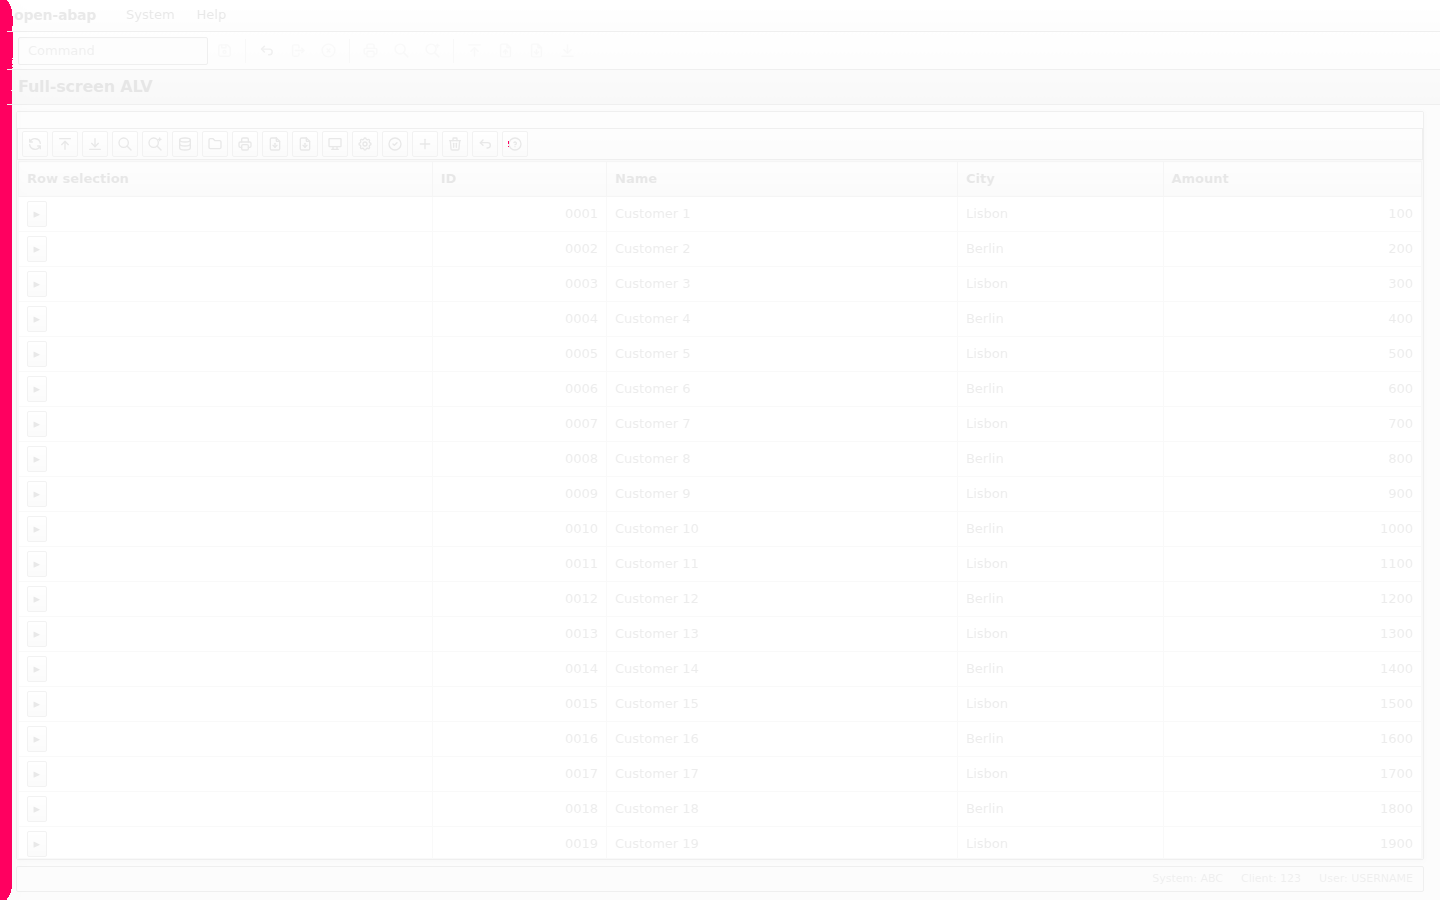 open-abap System Help
Command
Full-screen ALV
Row selection ID Name City Amount
0001 Customer 1 Lisbon 100
0002 Customer 2 Berlin 200
0003 Customer 3 Lisbon 300
0004 Customer 4 Berlin 400
0005 Customer 5 Lisbon 500
0006 Customer 6 Berlin 600
0007 Customer 7 Lisbon 700
0008 Customer 8 Berlin 800
0009 Customer 9 Lisbon 900
0010 Customer 10 Berlin 1000
0011 Customer 11 Lisbon 1100
0012 Customer 12 Berlin 1200
0013 Customer 13 Lisbon 1300
0014 Customer 14 Berlin 1400
0015 Customer 15 Lisbon 1500
0016 Customer 16 Berlin 1600
0017 Customer 17 Lisbon 1700
0018 Customer 18 Berlin 1800
0019 Customer 19 Lisbon 1900
System: ABC Client: 123 User: USERNAME